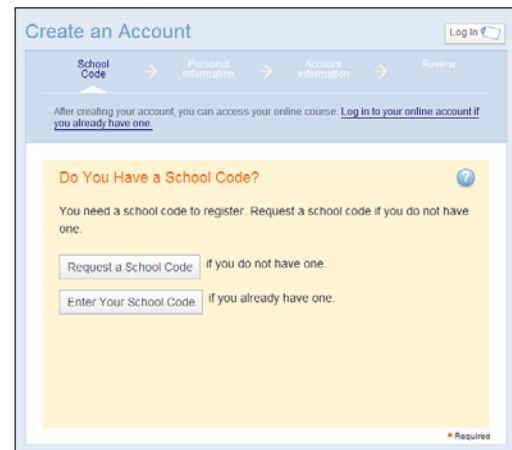 Create an Account
Log In
School
Code
Personal
Information
Account
Information
Review
After creating your account, you can access your online course. Log in to your online account if
you already have one.
Do You Have a School Code?
?
You need a school code to register. Request a school code if you do not have
one.
Request a School Code if you do not have one.
Enter Your School Code if you already have one.
* Required